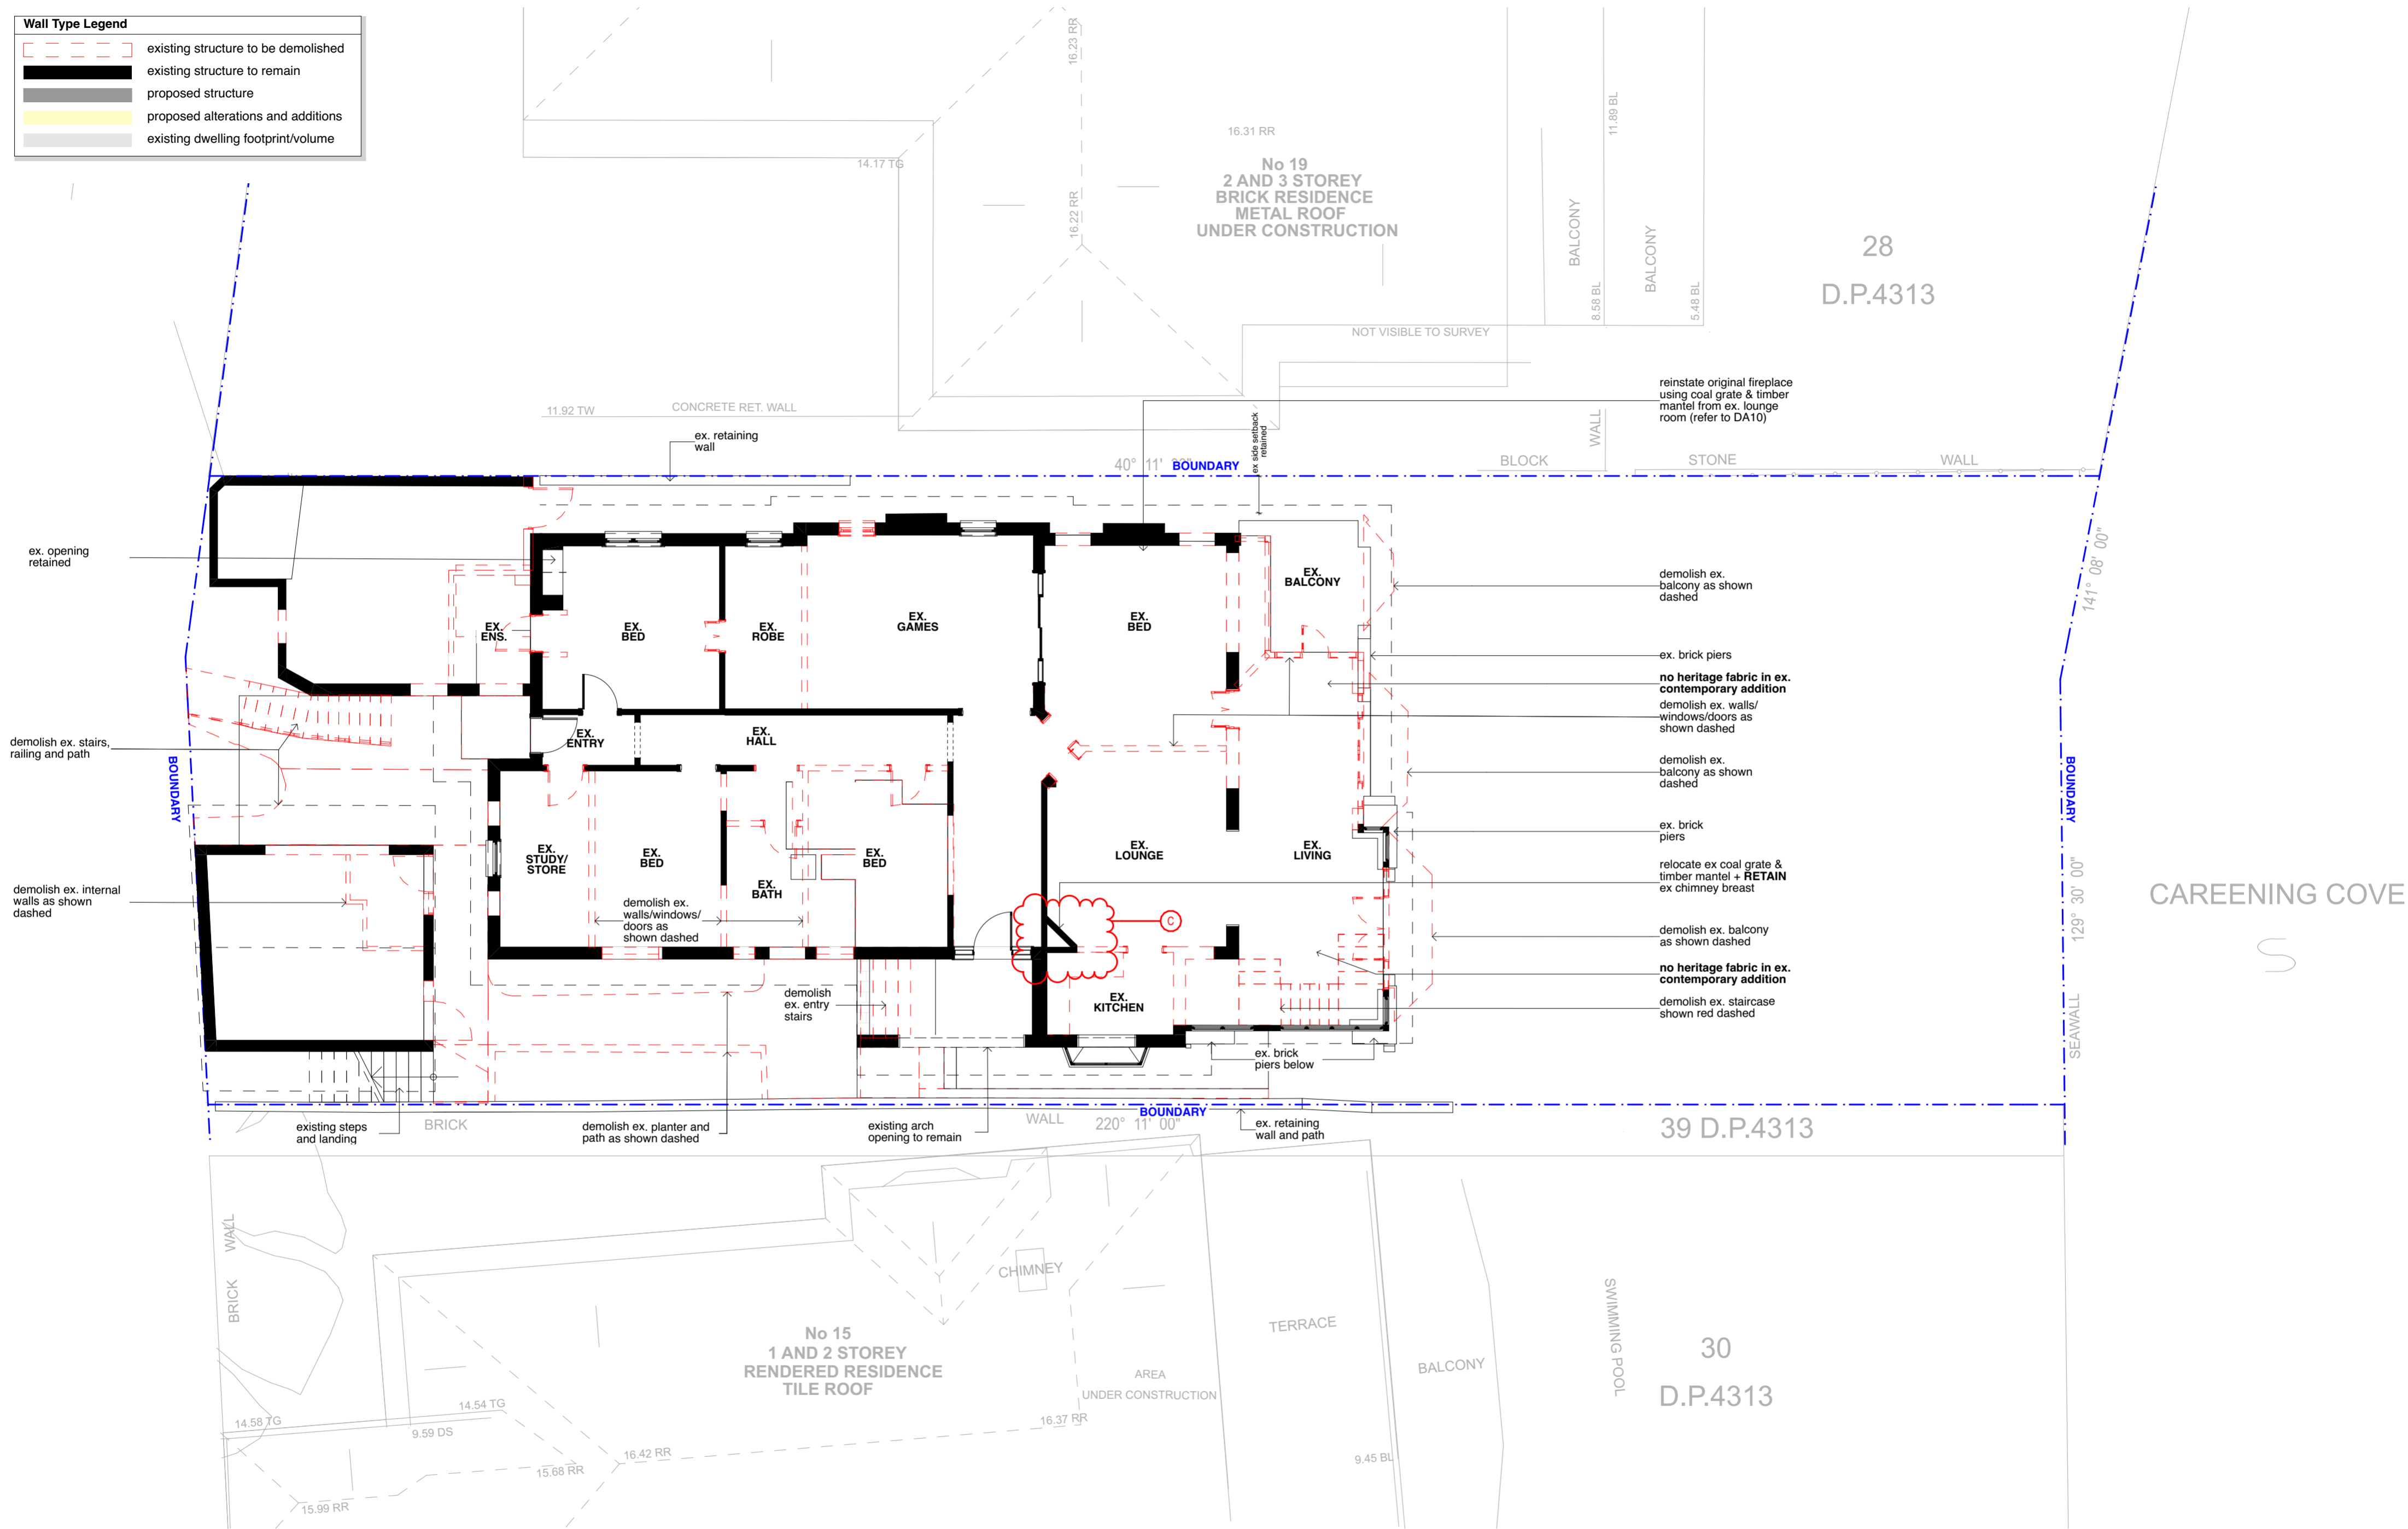 Wall Type Legend
existing structure to be demolished
existing structure to remain
proposed structure
proposed alterations and additions
existing dwelling footprint/volume
16.23 RR
16.22 RR
14.17 TG
16.31 RR
No 19
2 AND 3 STOREY
BRICK RESIDENCE
METAL ROOF
UNDER CONSTRUCTION
BALCONY
BALCONY
11.89 BL
8.58 BL
5.48 BL
28
D.P.4313
NOT VISIBLE TO SURVEY
11.92 TW
CONCRETE RET. WALL
ex. retaining
wall
ex side setback
retained
reinstate original fireplace
using coal grate & timber
mantel from ex. lounge
room (refer to DA10)
40° 11'
BOUNDARY
BLOCK
WALL
STONE
WALL
141° 08' 00"
ex. opening
retained
EX.
ENS.
EX.
BED
EX.
ROBE
EX.
GAMES
EX.
BED
EX.
BALCONY
demolish ex.
balcony as shown
dashed
ex. brick piers
no heritage fabric in ex.
contemporary addition
demolish ex. walls/
windows/doors as
shown dashed
demolish ex. stairs,
railing and path
BOUNDARY
EX.
ENTRY
EX.
HALL
demolish ex.
balcony as shown
dashed
BOUNDARY
ex. brick
piers
EX.
STUDY/
STORE
EX.
BED
EX.
BATH
EX.
BED
EX.
LOUNGE
EX.
LIVING
relocate ex coal grate &
timber mantel + RETAIN
ex chimney breast
demolish ex. internal
walls as shown
dashed
demolish ex.
walls/windows/
doors as
shown dashed
C
129° 30' 00"
CAREENING COVE
S
demolish ex. balcony
as shown dashed
no heritage fabric in ex.
contemporary addition
demolish ex. staircase
shown red dashed
SEAWALL
demolish
ex. entry
stairs
EX.
KITCHEN
ex. brick
piers below
BOUNDARY
existing steps
and landing
BRICK
demolish ex. planter and
path as shown dashed
existing arch
opening to remain
WALL
220° 11' 00"
ex. retaining
wall and path
39 D.P.4313
WALL
BRICK
CHIMNEY
No 15
1 AND 2 STOREY
RENDERED RESIDENCE
TILE ROOF
TERRACE
AREA
UNDER CONSTRUCTION
BALCONY
SWIMMING POOL
30
D.P.4313
14.58 TG
14.54 TG
9.59 DS
16.42 RR
15.68 RR
15.99 RR
16.37 RR
9.45 BL